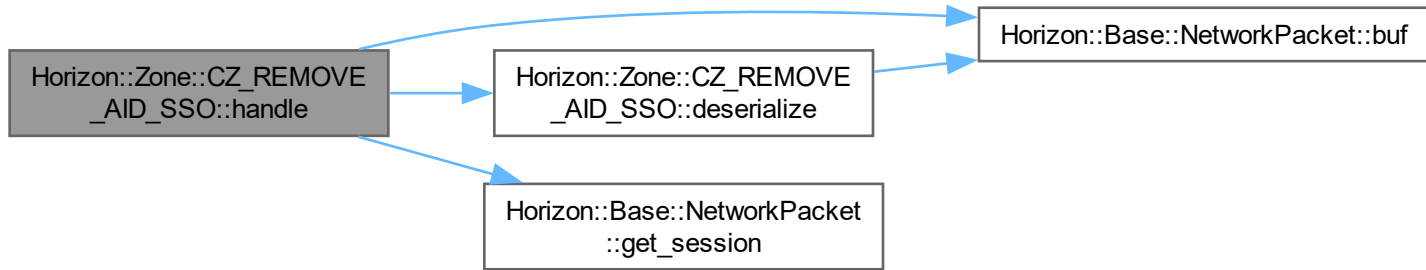 Horizon::Zone::CZ_REMOVE
_AID_SSO::handle
Horizon::Zone::CZ_REMOVE
_AID_SSO::deserialize
Horizon::Base::NetworkPacket::buf
Horizon::Base::NetworkPacket
::get_session